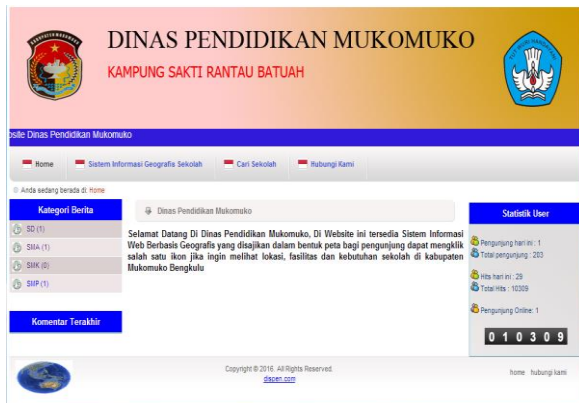 DINAS PENDIDIKAN MUKOMUKO
KAMPUNG SAKTI RANTAU BATUAH
TUT WURI HANDAYANI
bsite Dinas Pendidikan Mukomuko
Home Sistem Informasi Geografis Sekolah Cari Sekolah Hubungi Kami
Anda sedang berada di: Home
Kategori Berita
SD (1)
SMA (1)
SMK (0)
SMP (1)
Komentar Terakhir
Dinas Pendidikan Mukomuko
Selamat Datang Di Dinas Pendidikan Mukomuko, Di Website ini tersedia Sistem Informasi
Web Berbasis Geografis yang disajikan dalam bentuk peta bagi pengunjung dapat mengklik
salah satu ikon jika ingin melihat lokasi, fasilitas dan kebutuhan sekolah di kabupaten
Mukomuko Bengkulu
Statistik User
Pengunjung hari ini : 1
Total pengunjung : 203
Hits hari ini : 29
Total Hits : 10309
Pengunjung Online: 1
010309
Copyright © 2016. All Rights Reserved.
dispen.com
home hubungi kami